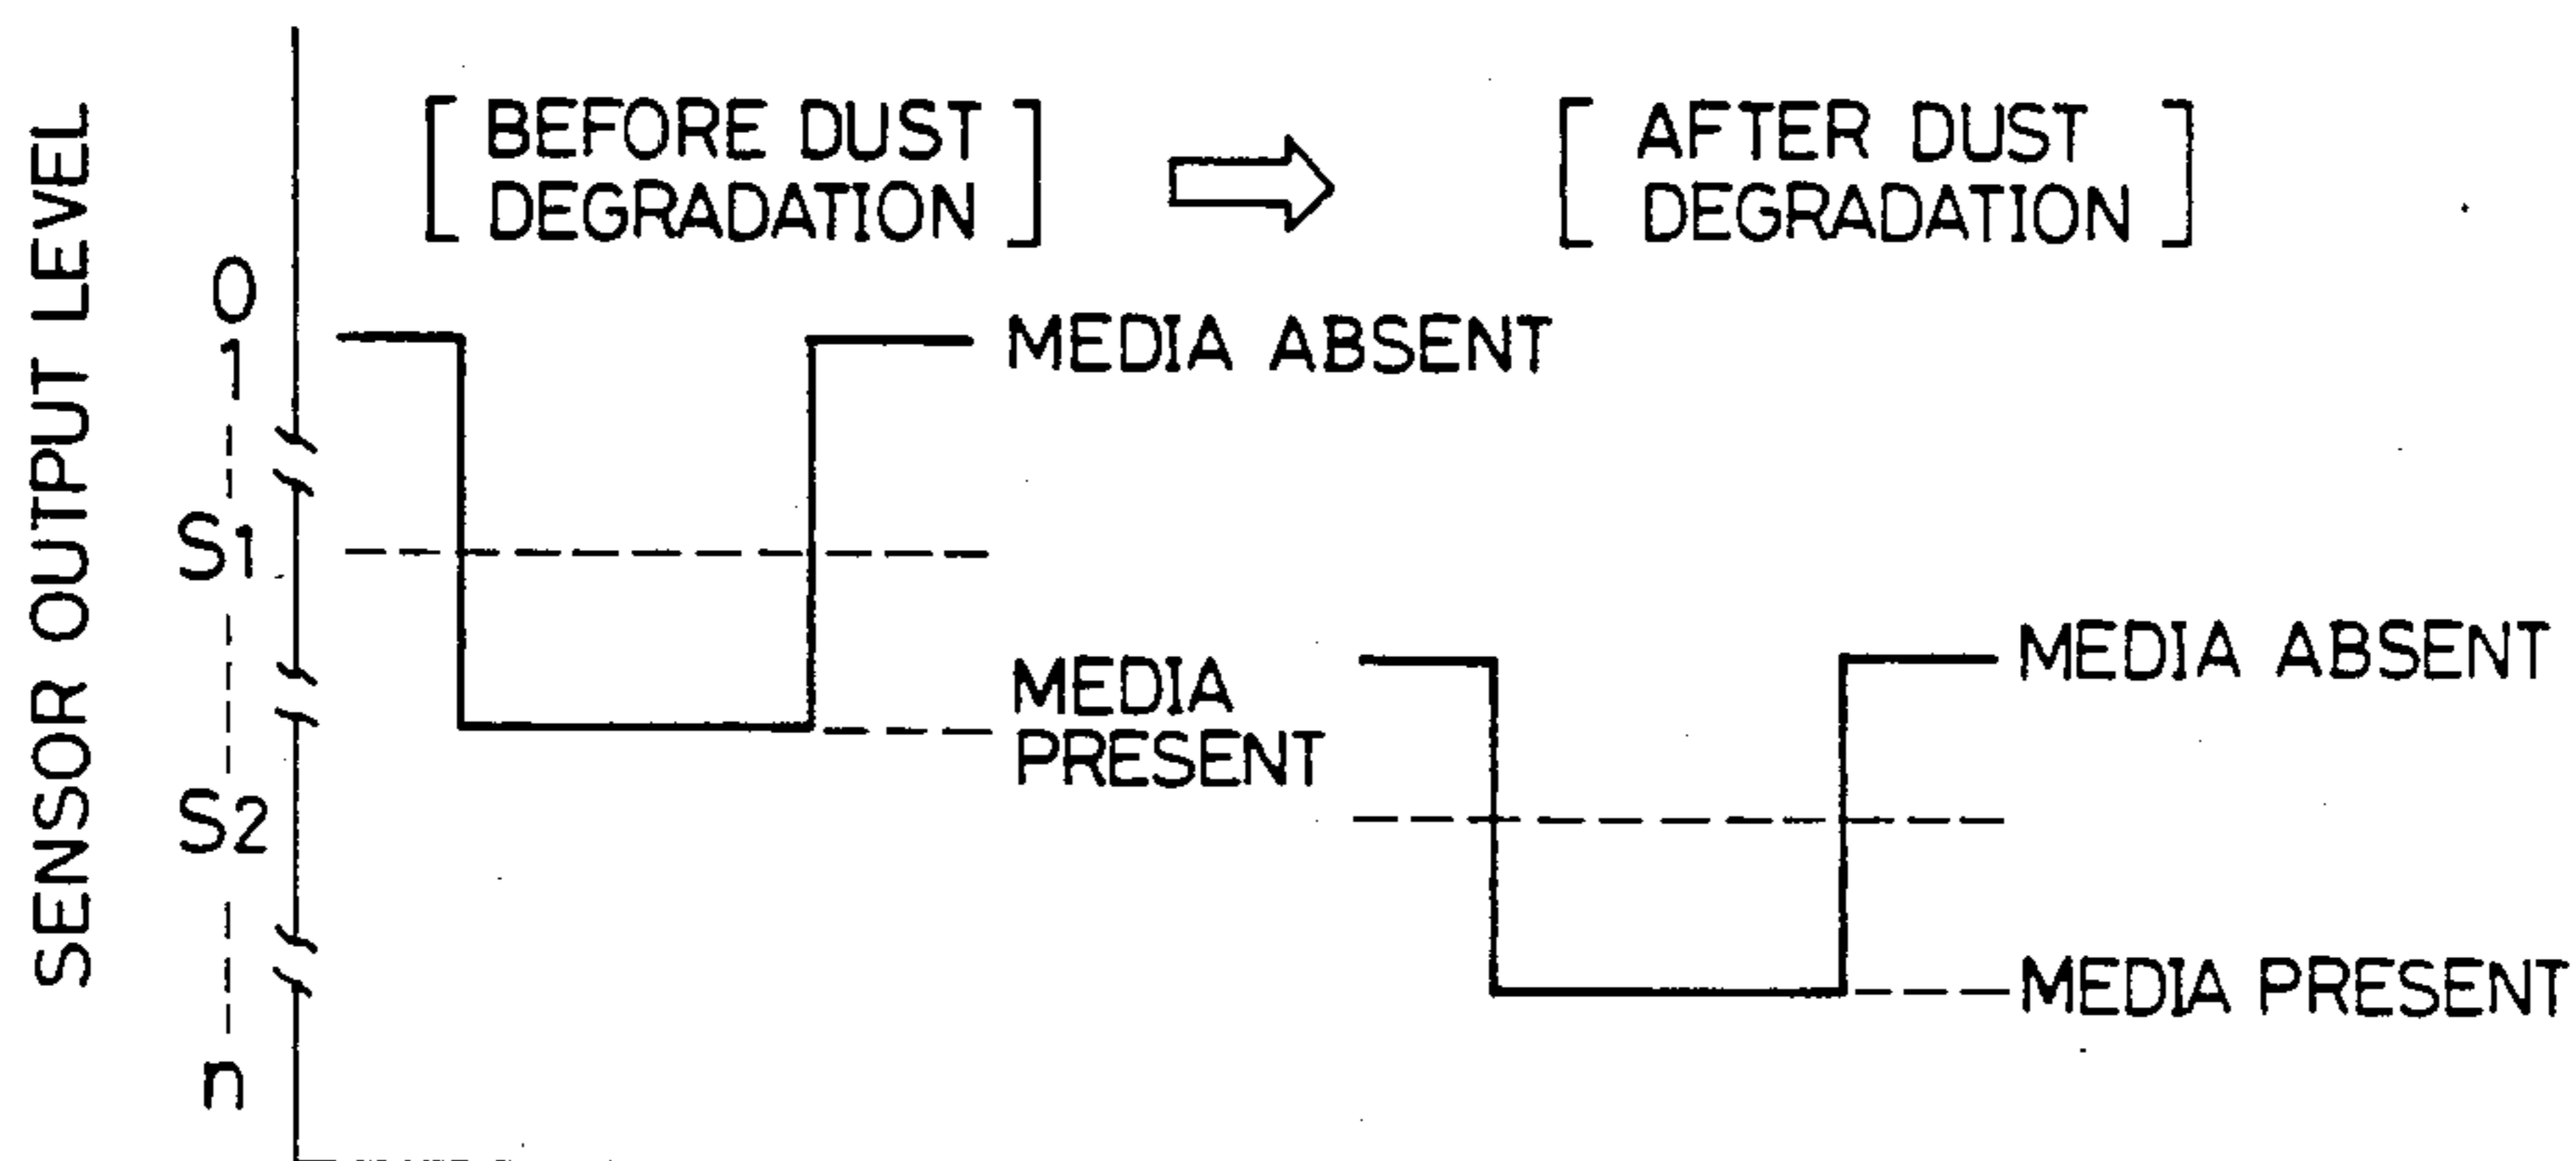 SENSOR OUTPUT LEVEL
[ BEFORE DUST
DEGRADATION ]
[ AFTER DUST
DEGRADATION ]
0
1
S1
S2
n
MEDIA ABSENT
MEDIA
PRESENT
MEDIA ABSENT
MEDIA PRESENT